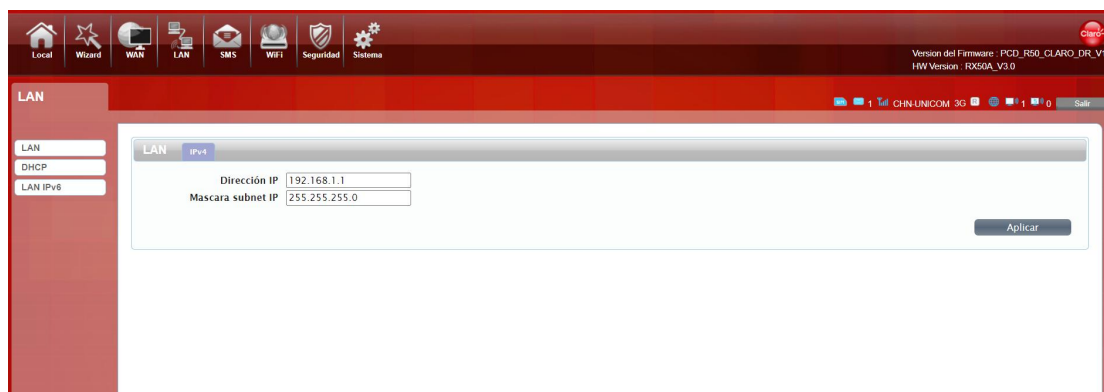 Local Wizard WAN LAN SMS WiFi Seguridad Sistema
Claro
Version del Firmware : PCD_R50_CLARO_DR_V1
HW Version : RX50A_V3.0
LAN
1 CHN-UNICOM 3G R 1 0 Salir
LAN
DHCP
LAN IPv6
LAN IPv4
Dirección IP 192.168.1.1
Mascara subnet IP 255.255.255.0
Aplicar